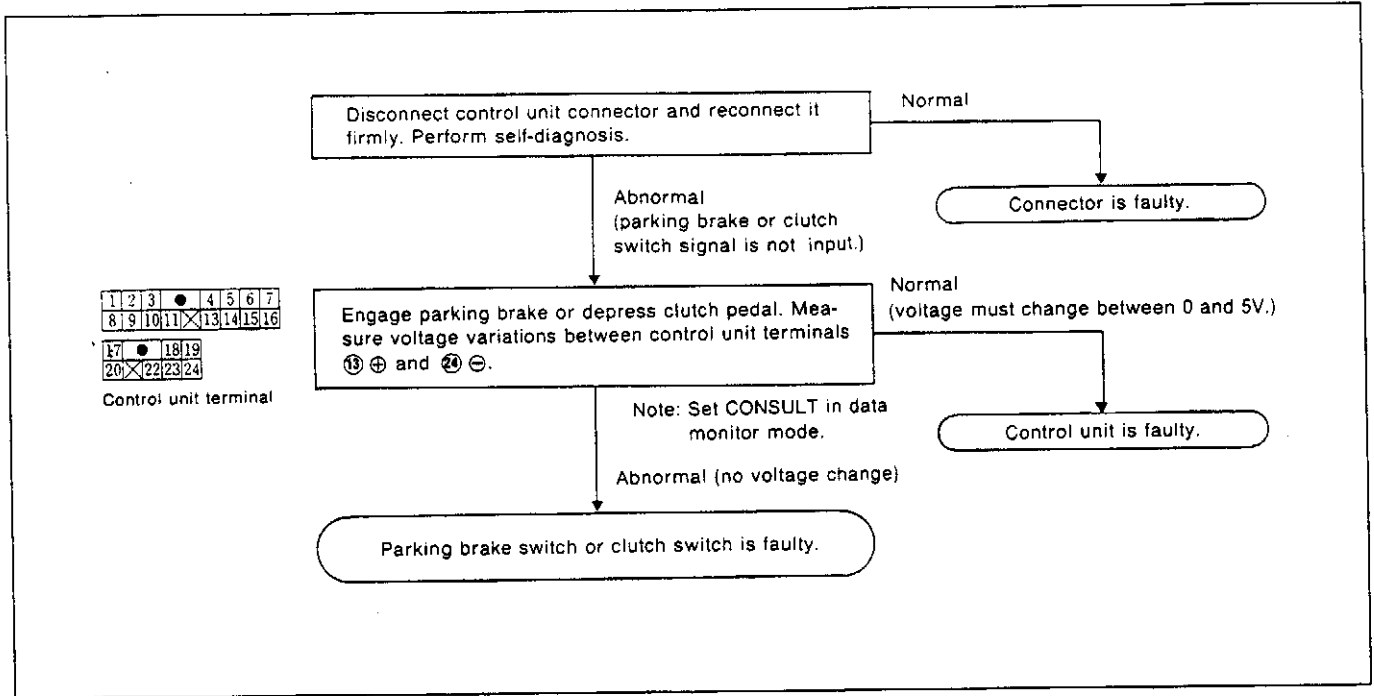 Disconnect control unit connector and reconnect it
firmly. Perform self-diagnosis.
Normal
Connector is faulty.
Abnormal
(parking brake or clutch
switch signal is not input.)
1 2 3 ● 4 5 6 7
8 9 10 11 ╳ 13 14 15 16
17 ● 18 19
20 ╳ 22 23 24
Control unit terminal
Engage parking brake or depress clutch pedal. Mea-
sure voltage variations between control unit terminals
⑬ ⊕ and ㉔ ⊖.
Normal
(voltage must change between 0 and 5V.)
Control unit is faulty.
Note: Set CONSULT in data
monitor mode.
Abnormal (no voltage change)
Parking brake switch or clutch switch is faulty.